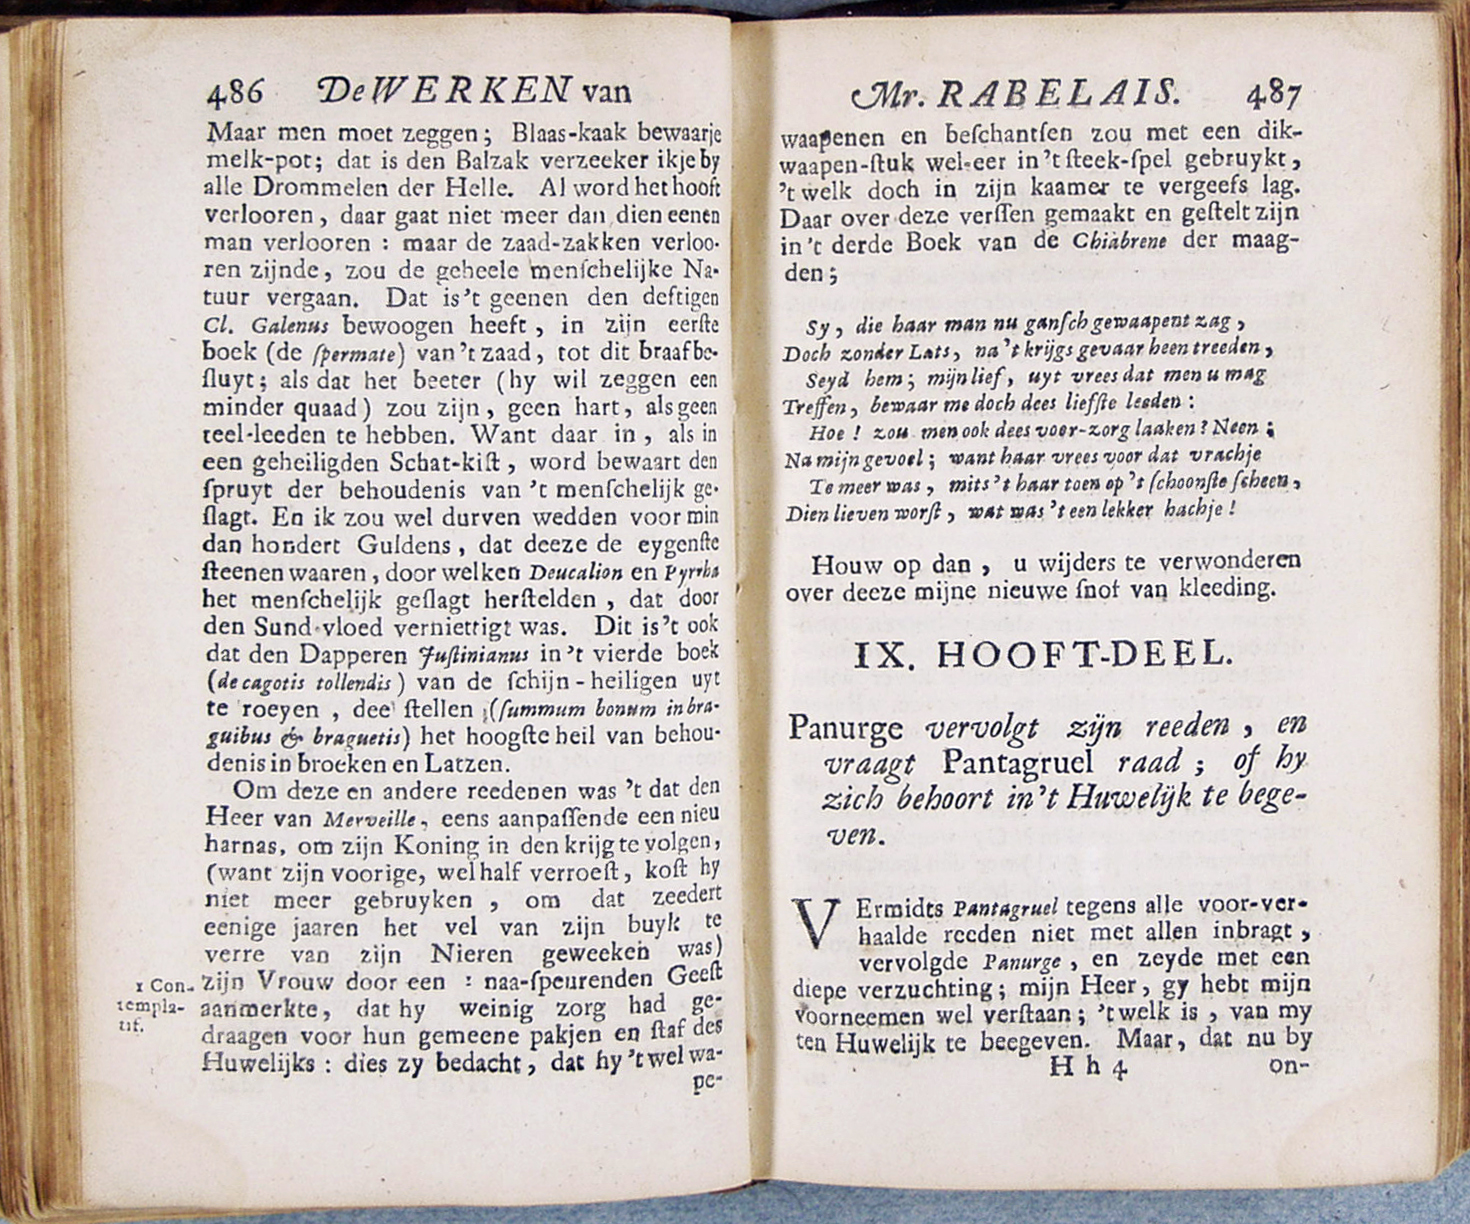 486 De WERKEN van
Maar men moet zeggen; Blaas-kaak bewaarje
melk-pot; dat is den Balzak verzeeker ikje by
alle Drommelen der Helle. Al word het hooft
verlooren, daar gaat niet meer dan dien eenen
man verlooren : maar de zaad-zakken verloo-
ren zijnde, zou de geheele menſchelijke Na-
tuur vergaan. Dat is't geenen den deftigen
Cl. Galenus bewoogen heeft, in zijn eerſte
boek (de ſpermate) van't zaad, tot dit braaf be-
ſluyt; als dat het beeter (hy wil zeggen een
minder quaad) zou zijn, geen hart, als geen
teel-leeden te hebben. Want daar in, als in
een geheiligden Schat-kiſt, word bewaart den
ſpruyt der behoudenis van 't menſchelijk ge-
ſlagt. En ik zou wel durven wedden voor min
dan hondert Guldens, dat deeze de eygenſte
ſteenen waaren, door welken Deucalion en Pyrrha
het menſchelijk geſlagt herſtelden, dat door
den Sund-vloed verniettigt was. Dit is't ook
dat den Dapperen Juſtinianus in 't vierde boek
(de cagotis tollendis) van de ſchijn-heiligen uyt
te roeyen, dee ſtellen (ſummum bonum in bra-
guibus & braguetis) het hoogſte heil van behou-
denis in broeken en Latzen.
Om deze en andere reedenen was 't dat den
Heer van Merveille, eens aanpaſſende een nieu
harnas, om zijn Koning in den krijg te volgen,
(want zijn voorige, wel half verroeſt, koſt hy
niet meer gebruyken, om dat zeedert
eenige jaaren het vel van zijn buyk te
verre van zijn Nieren geweeken was)
zijn Vrouw door een : naa-ſpeurenden Geeſt
aanmerkte, dat hy weinig zorg had ge-
draagen voor hun gemeene pakjen en ſtaf des
Huwelijks : dies zy bedacht, dat hy 't wel wa-
pe-
1 Con-
templa-
tif.
Mr. RABELAIS. 487
waapenen en beſchantſen zou met een dik-
waapen-ſtuk wel-eer in't ſteek-ſpel gebruykt,
't welk doch in zijn kaamer te vergeefs lag.
Daar over deze verſſen gemaakt en geſtelt zijn
in 't derde Boek van de Chiabrene der maag-
den;
Sy, die haar man nu ganſch gewaapent zag,
Doch zonder Lats, na 't krijgs gevaar heen treeden,
Seyd hem; mijn lief, uyt vrees dat men u mag
Treffen, bewaar me doch dees liefſte leeden :
Hoe ! zou men ook dees voor-zorg laaken? Neen;
Na mijn gevoel; want haar vrees voor dat vrachje
Te meer was, mits 't haar toen op 't ſchoonſte ſcheen,
Dien lieven worſt, wat was 't een lekker hachje!
Houw op dan, u wijders te verwonderen
over deeze mijne nieuwe ſnof van kleeding.
IX. HOOFT-DEEL.
Panurge vervolgt zijn reeden, en
vraagt Pantagruel raad; of hy
zich behoort in't Huwelijk te bege-
ven.
VErmidts Pantagruel tegens alle voor-ver-
haalde reeden niet met allen inbragt,
vervolgde Panurge, en zeyde met een
diepe verzuchting; mijn Heer, gy hebt mijn
voorneemen wel verſtaan; 't welk is, van my
ten Huwelijk te beegeven. Maar, dat nu by
H h 4 on-